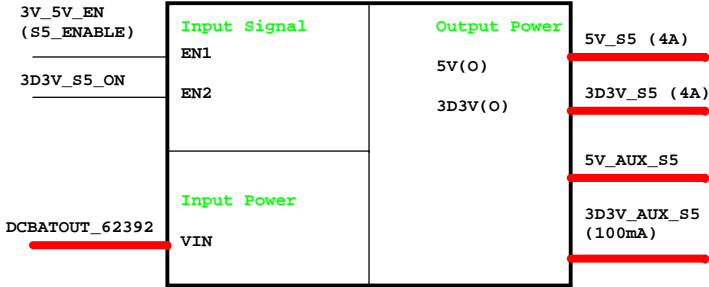 3V_5V_EN
(S5_ENABLE)
3D3V_S5_ON
DCBATOUT_62392
Input Signal
EN1
EN2
Input Power
VIN
Output Power
5V(O)
3D3V(O)
5V_S5 (4A)
3D3V_S5 (4A)
5V_AUX_S5
3D3V_AUX_S5
(100mA)